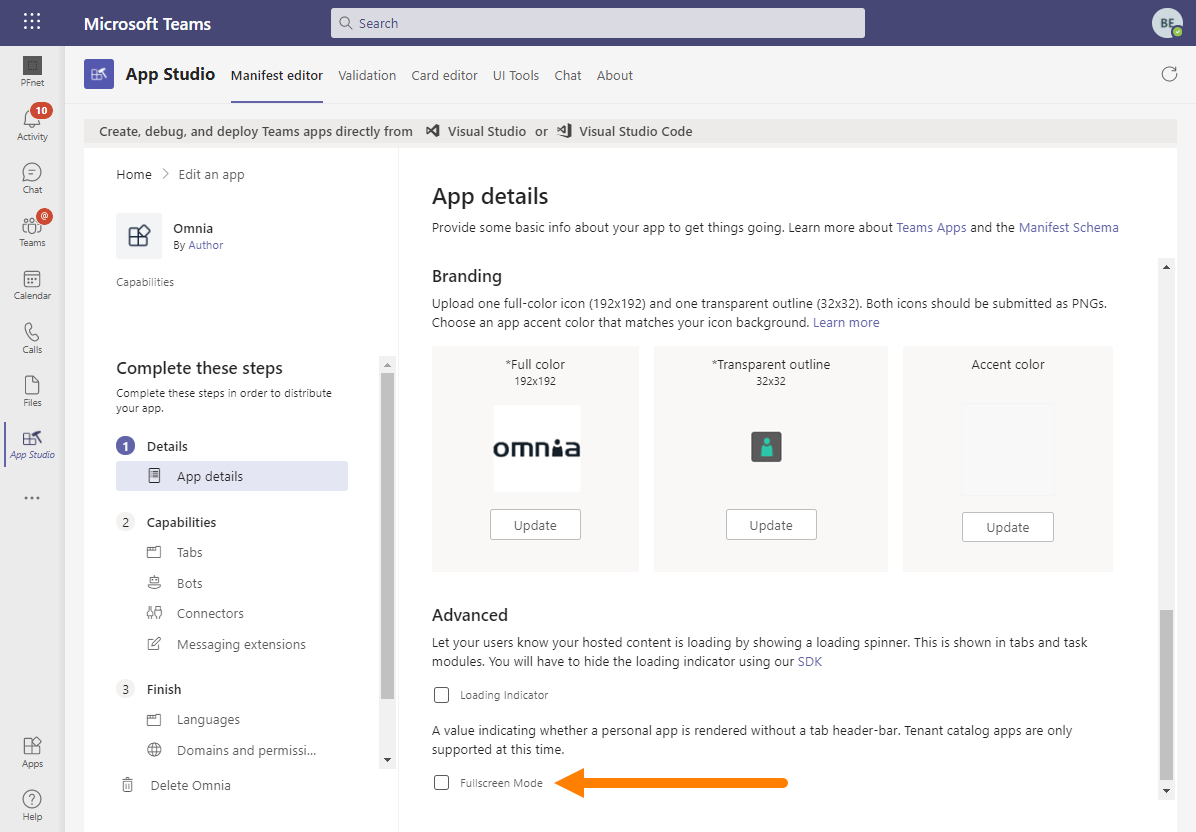 Microsoft Teams
Search
BE
PFnet
10
Activity
Chat
@
Teams
Calendar
Calls
Files
App Studio
Apps
Help
App Studio
Manifest editor
Validation
Card editor
UI Tools
Chat
About
Create, debug, and deploy Teams apps directly from Visual Studio or Visual Studio Code
Home > Edit an app
Omnia
By Author
Capabilities
Complete these steps
Complete these steps in order to distribute
your app.
1 Details
App details
2 Capabilities
Tabs
Bots
Connectors
Messaging extensions
3 Finish
Languages
Domains and permissi...
Delete Omnia
App details
Provide some basic info about your app to get things going. Learn more about Teams Apps and the Manifest Schema
Branding
Upload one full-color icon (192x192) and one transparent outline (32x32). Both icons should be submitted as PNGs.
Choose an app accent color that matches your icon background. Learn more
*Full color
192x192
omnia
Update
*Transparent outline
32x32
Update
Accent color
Update
Advanced
Let your users know your hosted content is loading by showing a loading spinner. This is shown in tabs and task
modules. You will have to hide the loading indicator using our SDK
Loading Indicator
A value indicating whether a personal app is rendered without a tab header-bar. Tenant catalog apps are only
supported at this time.
Fullscreen Mode